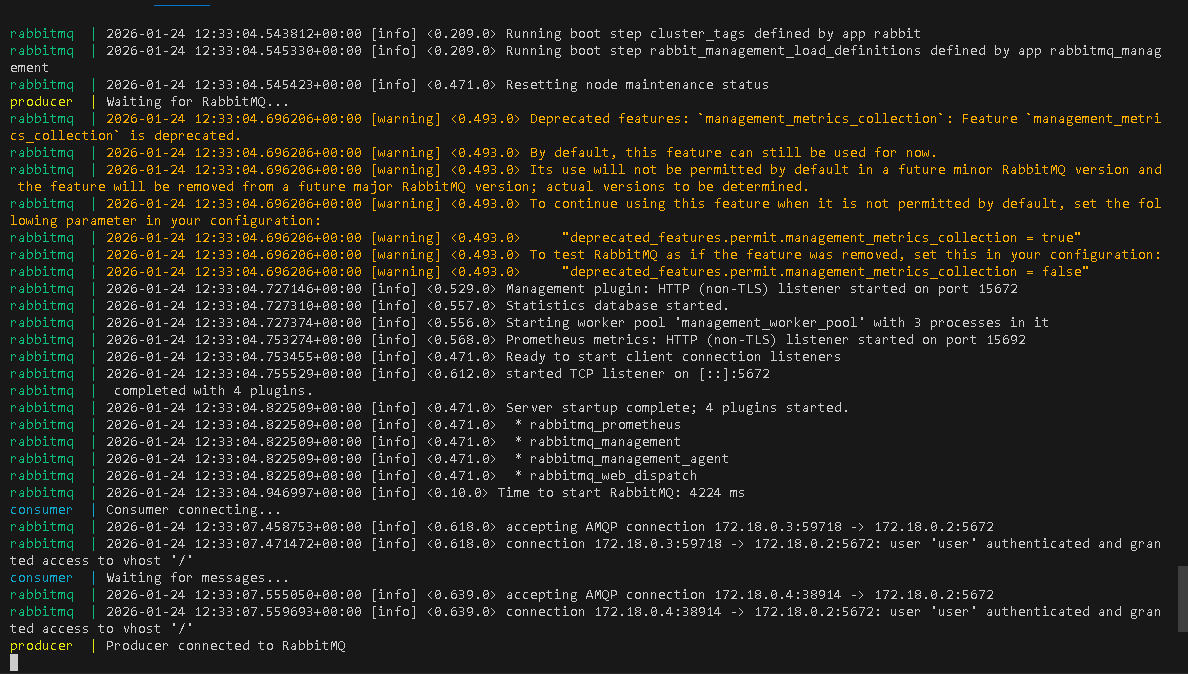 rabbitmq  | 2026-01-24 12:33:04.543812+00:00 [info] <0.209.0> Running boot step cluster_tags defined by app rabbit
rabbitmq  | 2026-01-24 12:33:04.545330+00:00 [info] <0.209.0> Running boot step rabbit_management_load_definitions defined by app rabbitmq_manag
ement
rabbitmq  | 2026-01-24 12:33:04.545423+00:00 [info] <0.471.0> Resetting node maintenance status
producer  | Waiting for RabbitMQ...
rabbitmq  | 2026-01-24 12:33:04.696206+00:00 [warning] <0.493.0> Deprecated features: `management_metrics_collection`: Feature `management_metri
cs_collection` is deprecated.
rabbitmq  | 2026-01-24 12:33:04.696206+00:00 [warning] <0.493.0> By default, this feature can still be used for now.
rabbitmq  | 2026-01-24 12:33:04.696206+00:00 [warning] <0.493.0> Its use will not be permitted by default in a future minor RabbitMQ version and
 the feature will be removed from a future major RabbitMQ version; actual versions to be determined.
rabbitmq  | 2026-01-24 12:33:04.696206+00:00 [warning] <0.493.0> To continue using this feature when it is not permitted by default, set the fol
lowing parameter in your configuration:
rabbitmq  | 2026-01-24 12:33:04.696206+00:00 [warning] <0.493.0>     "deprecated_features.permit.management_metrics_collection = true"
rabbitmq  | 2026-01-24 12:33:04.696206+00:00 [warning] <0.493.0> To test RabbitMQ as if the feature was removed, set this in your configuration:
rabbitmq  | 2026-01-24 12:33:04.696206+00:00 [warning] <0.493.0>     "deprecated_features.permit.management_metrics_collection = false"
rabbitmq  | 2026-01-24 12:33:04.727146+00:00 [info] <0.529.0> Management plugin: HTTP (non-TLS) listener started on port 15672
rabbitmq  | 2026-01-24 12:33:04.727310+00:00 [info] <0.557.0> Statistics database started.
rabbitmq  | 2026-01-24 12:33:04.727374+00:00 [info] <0.556.0> Starting worker pool 'management_worker_pool' with 3 processes in it
rabbitmq  | 2026-01-24 12:33:04.753274+00:00 [info] <0.568.0> Prometheus metrics: HTTP (non-TLS) listener started on port 15692
rabbitmq  | 2026-01-24 12:33:04.753455+00:00 [info] <0.471.0> Ready to start client connection listeners
rabbitmq  | 2026-01-24 12:33:04.755529+00:00 [info] <0.612.0> started TCP listener on [::]:5672
rabbitmq  |  completed with 4 plugins.
rabbitmq  | 2026-01-24 12:33:04.822509+00:00 [info] <0.471.0> Server startup complete; 4 plugins started.
rabbitmq  | 2026-01-24 12:33:04.822509+00:00 [info] <0.471.0>  * rabbitmq_prometheus
rabbitmq  | 2026-01-24 12:33:04.822509+00:00 [info] <0.471.0>  * rabbitmq_management
rabbitmq  | 2026-01-24 12:33:04.822509+00:00 [info] <0.471.0>  * rabbitmq_management_agent
rabbitmq  | 2026-01-24 12:33:04.822509+00:00 [info] <0.471.0>  * rabbitmq_web_dispatch
rabbitmq  | 2026-01-24 12:33:04.946997+00:00 [info] <0.10.0> Time to start RabbitMQ: 4224 ms
consumer  | Consumer connecting...
rabbitmq  | 2026-01-24 12:33:07.458753+00:00 [info] <0.618.0> accepting AMQP connection 172.18.0.3:59718 -> 172.18.0.2:5672
rabbitmq  | 2026-01-24 12:33:07.471472+00:00 [info] <0.618.0> connection 172.18.0.3:59718 -> 172.18.0.2:5672: user 'user' authenticated and gran
ted access to vhost '/'
consumer  | Waiting for messages...
rabbitmq  | 2026-01-24 12:33:07.555050+00:00 [info] <0.639.0> accepting AMQP connection 172.18.0.4:38914 -> 172.18.0.2:5672
rabbitmq  | 2026-01-24 12:33:07.559693+00:00 [info] <0.639.0> connection 172.18.0.4:38914 -> 172.18.0.2:5672: user 'user' authenticated and gran
ted access to vhost '/'
producer  | Producer connected to RabbitMQ